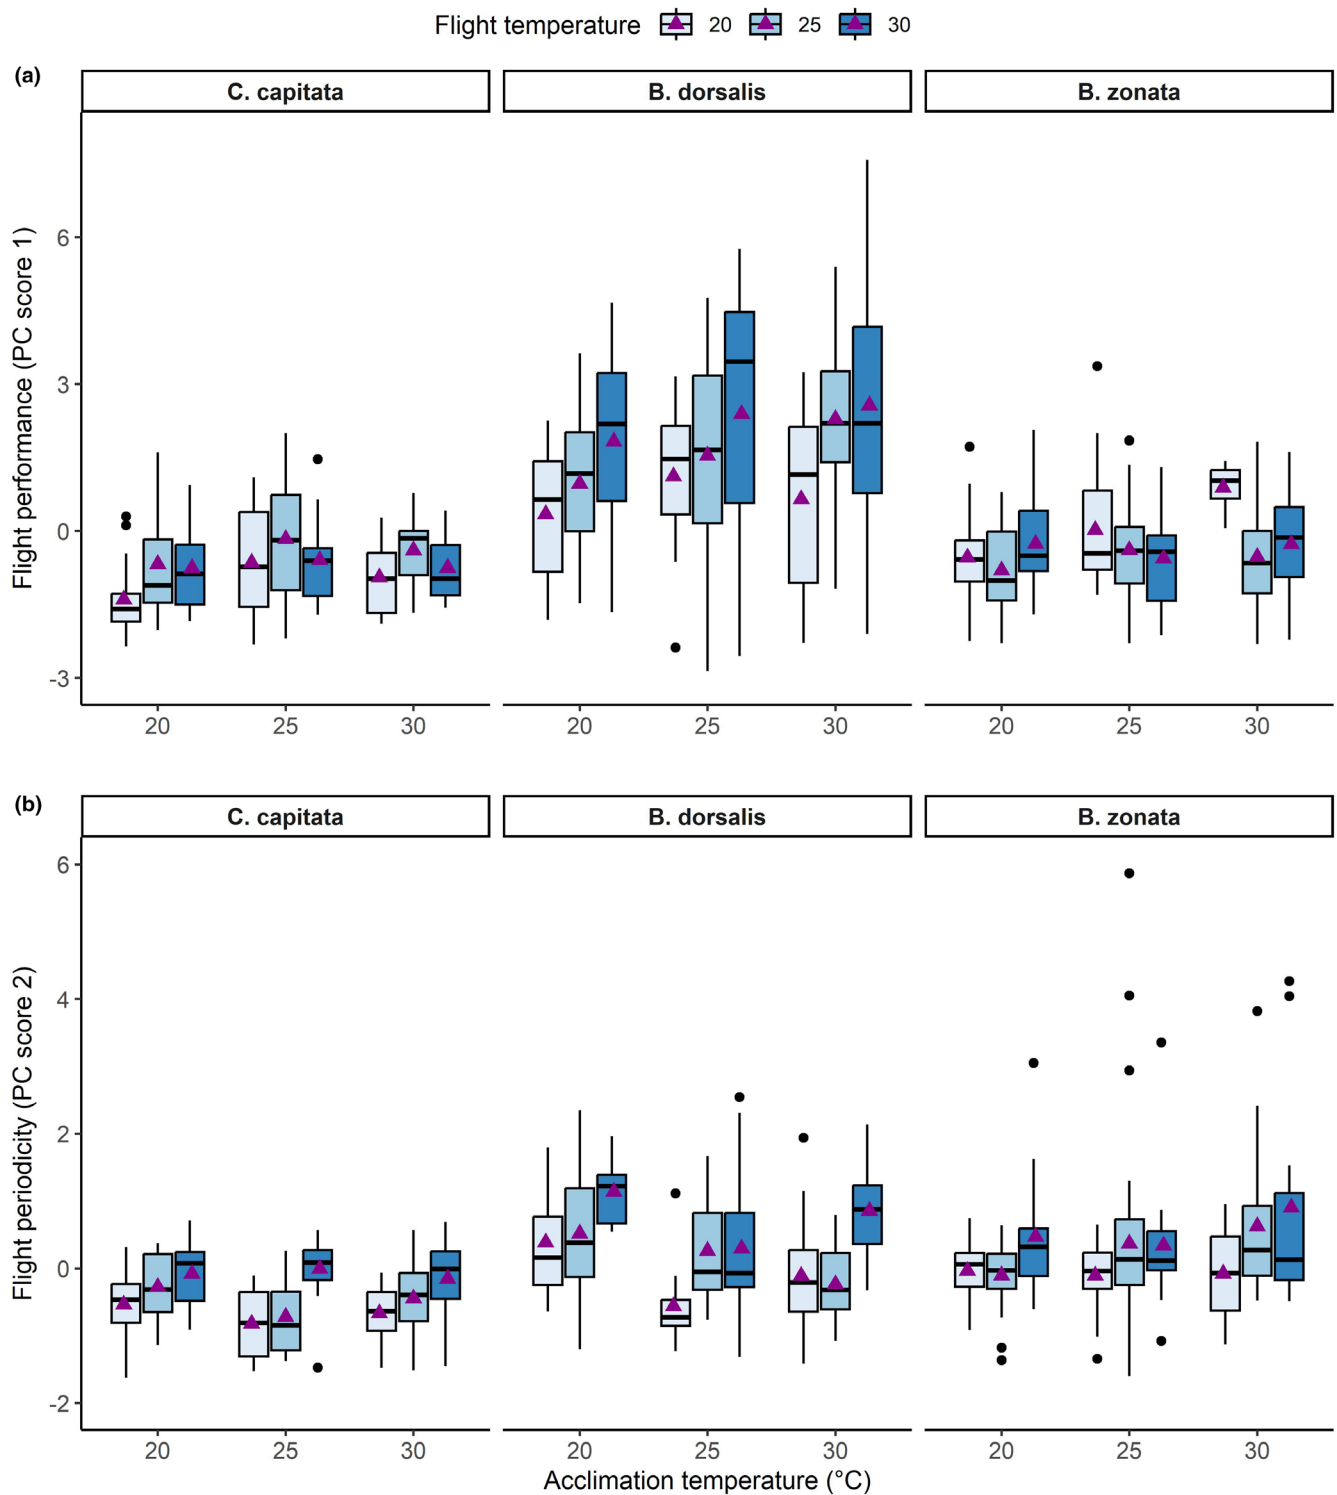 Flight temperature 20 25 30
(a)
C. capitata B. dorsalis B. zonata
Flight performance (PC score 1)
6
3
0
-3
20 25 30 20 25 30 20 25 30
(b)
C. capitata B. dorsalis B. zonata
Flight periodicity (PC score 2)
6
4
2
0
-2
20 25 30 20 25 30 20 25 30
Acclimation temperature (°C)